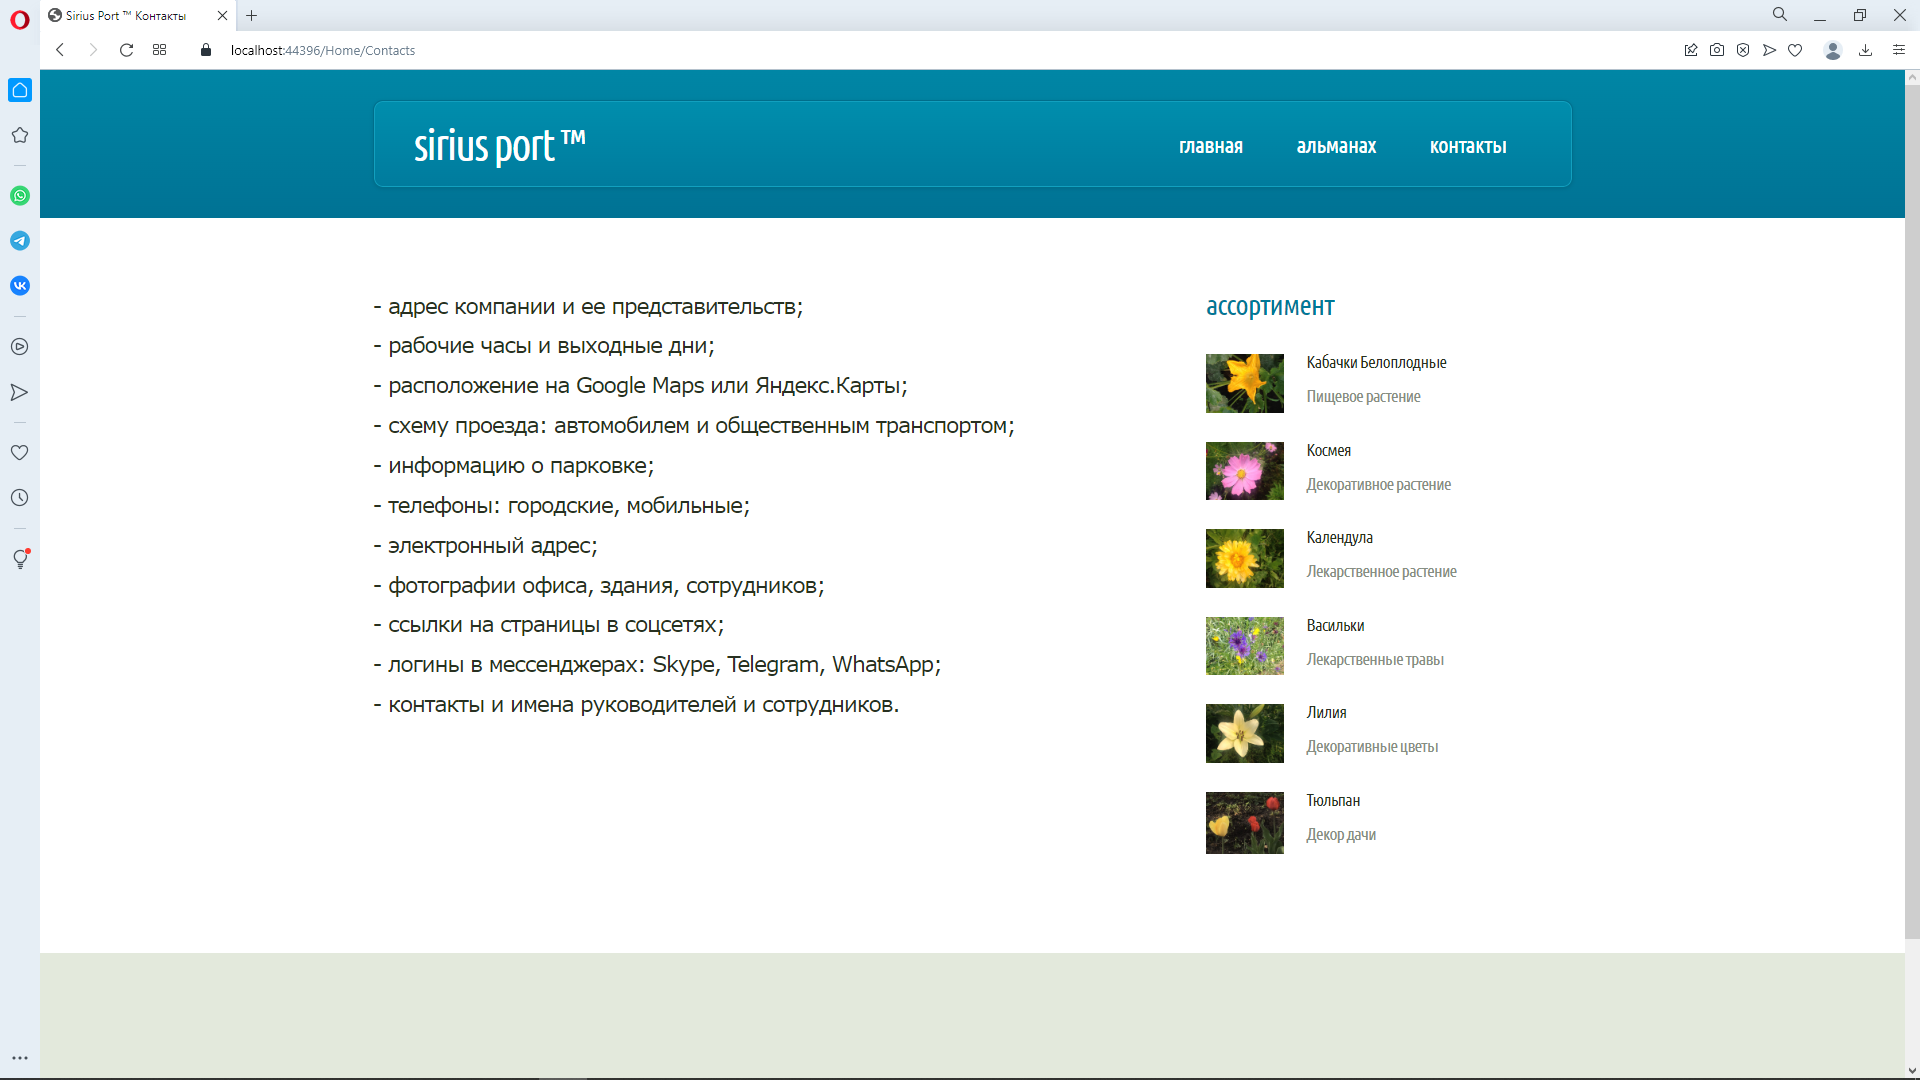 Sirius Port ™ Контакты
localhost:44396/Home/Contacts
sirius port ™
главная
альманах
контакты
- адрес компании и ее представительств;
- рабочие часы и выходные дни;
- расположение на Google Maps или Яндекс.Карты;
- схему проезда: автомобилем и общественным транспортом;
- информацию о парковке;
- телефоны: городские, мобильные;
- электронный адрес;
- фотографии офиса, здания, сотрудников;
- ссылки на страницы в соцсетях;
- логины в мессенджерах: Skype, Telegram, WhatsApp;
- контакты и имена руководителей и сотрудников.
ассортимент
Кабачки Белоплодные
Пищевое растение
Космея
Декоративное растение
Календула
Лекарственное растение
Васильки
Лекарственные травы
Лилия
Декоративные цветы
Тюльпан
Декор дачи